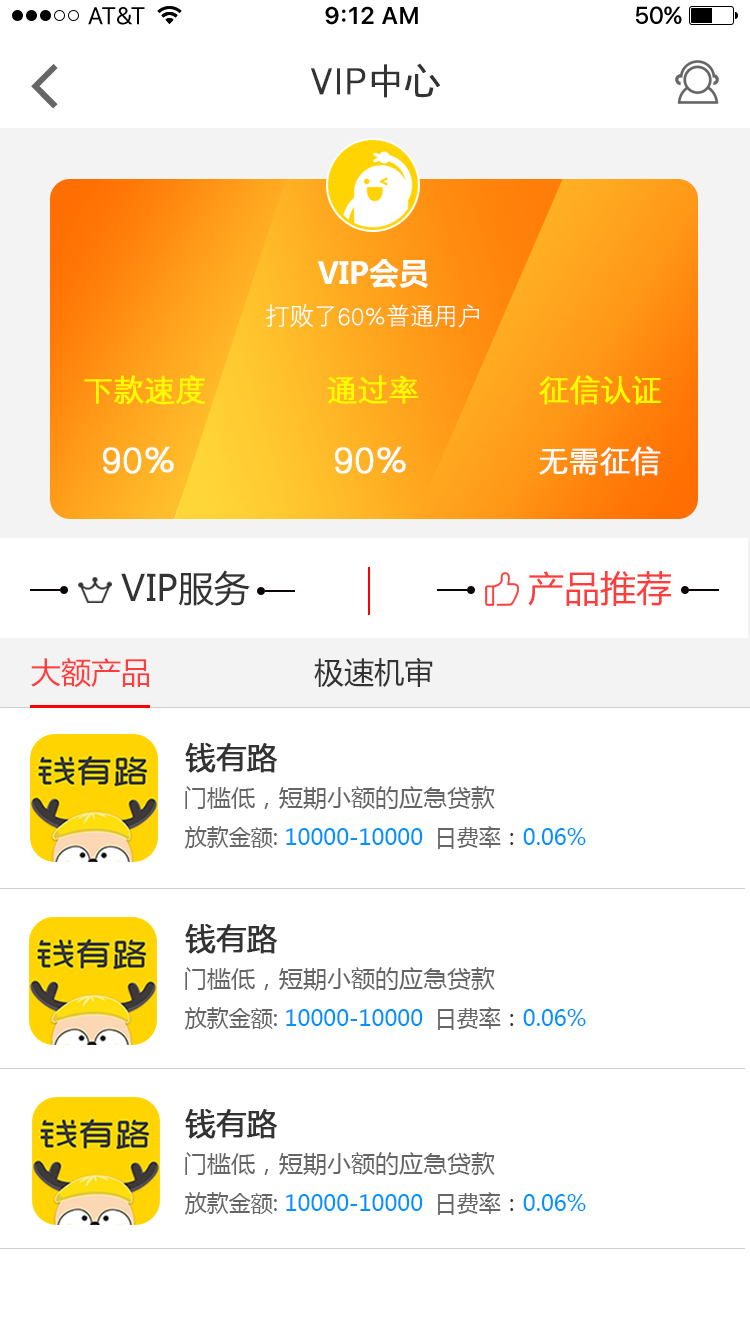 AT&T 9:12 AM 50%
VIP中心
VIP会员
打败了60%普通用户
下款速度 通过率 征信认证
90% 90% 无需征信
VIP服务 产品推荐
大额产品 极速机审
钱有路
钱有路
门槛低，短期小额的应急贷款
放款金额: 10000-10000 日费率：0.06%
钱有路
钱有路
门槛低，短期小额的应急贷款
放款金额: 10000-10000 日费率：0.06%
钱有路
钱有路
门槛低，短期小额的应急贷款
放款金额: 10000-10000 日费率：0.06%